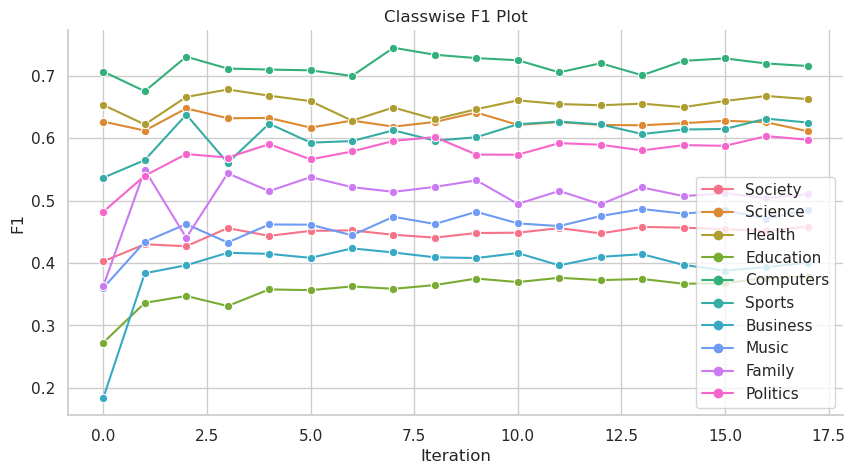 Classwise F1 Plot
F1
0.7
0.6
0.5
0.4
0.3
0.2
Society
Science
Health
Education
Computers
Sports
Business
Music
Family
Politics
0.0 2.5 5.0 7.5 10.0 12.5 15.0 17.5
Iteration